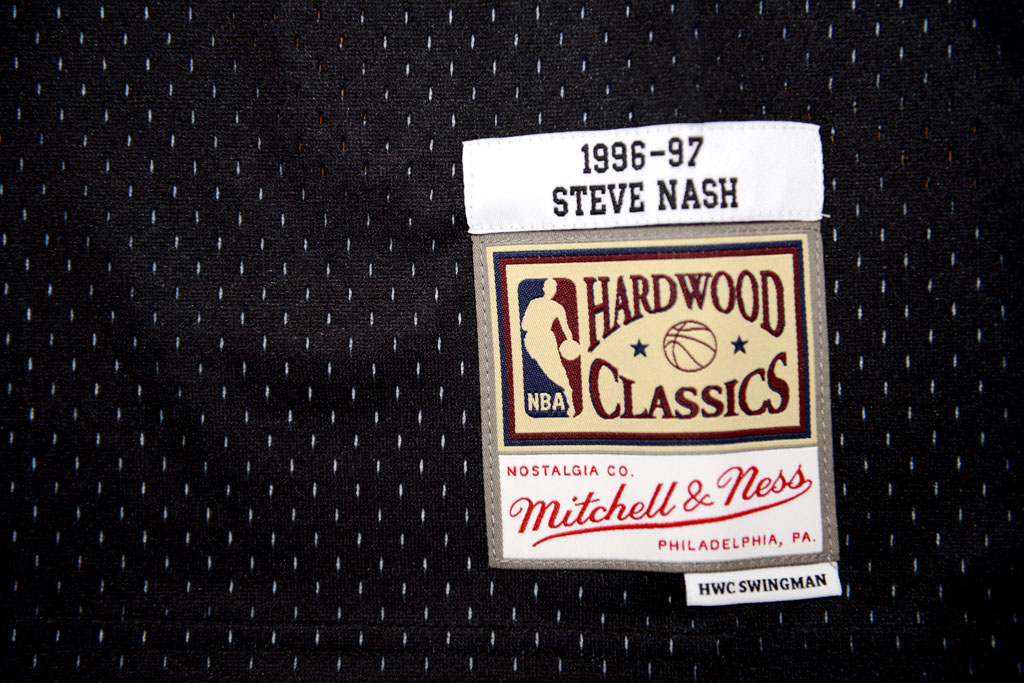 1996-97
STEVE NASH
HARDWOOD
CLASSICS
NBA
NOSTALGIA CO.
Mitchell & Ness
PHILADELPHIA, PA.
HWC SWINGMAN